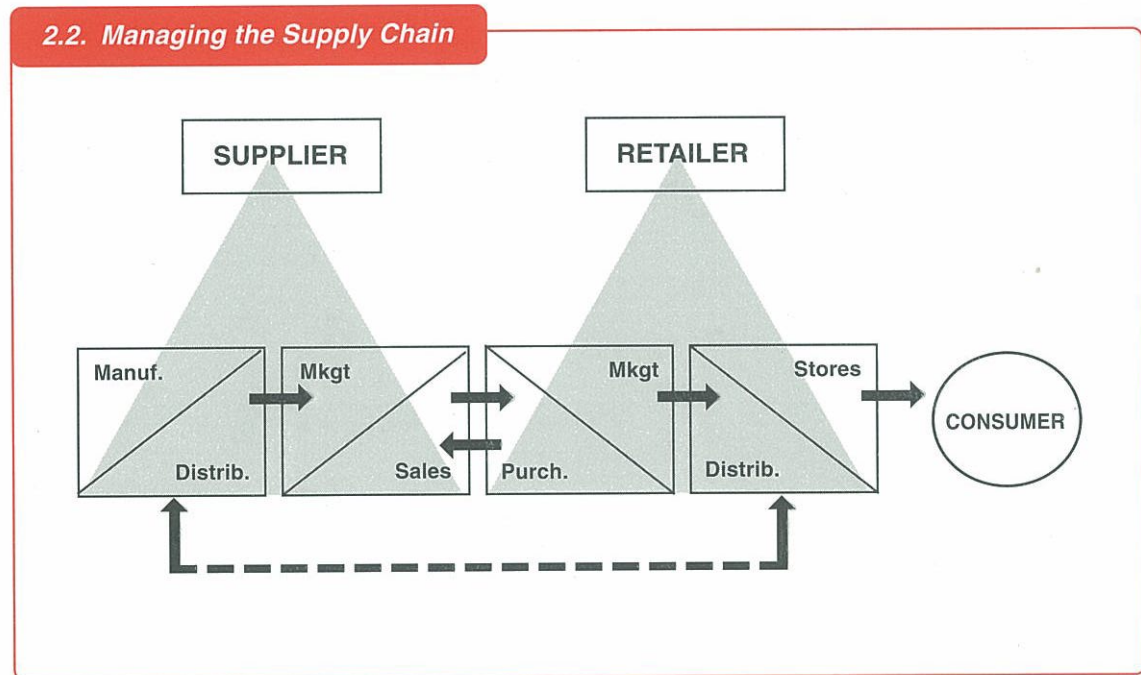 2.2. Managing the Supply Chain
SUPPLIER
RETAILER
Manuf.
Distrib.
Mkgt
Sales
Mkgt
Purch.
Stores
Distrib.
CONSUMER